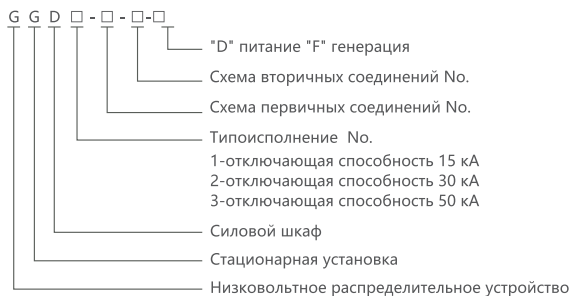 G G D □ - □ - □-□
"D" питание "F" генерация
Схема вторичных соединений No.
Схема первичных соединений No.
Типоисполнение No.
1-отключающая способность 15 кА
2-отключающая способность 30 кА
3-отключающая способность 50 кА
Силовой шкаф
Стационарная установка
Низковольтное распределительное устройство